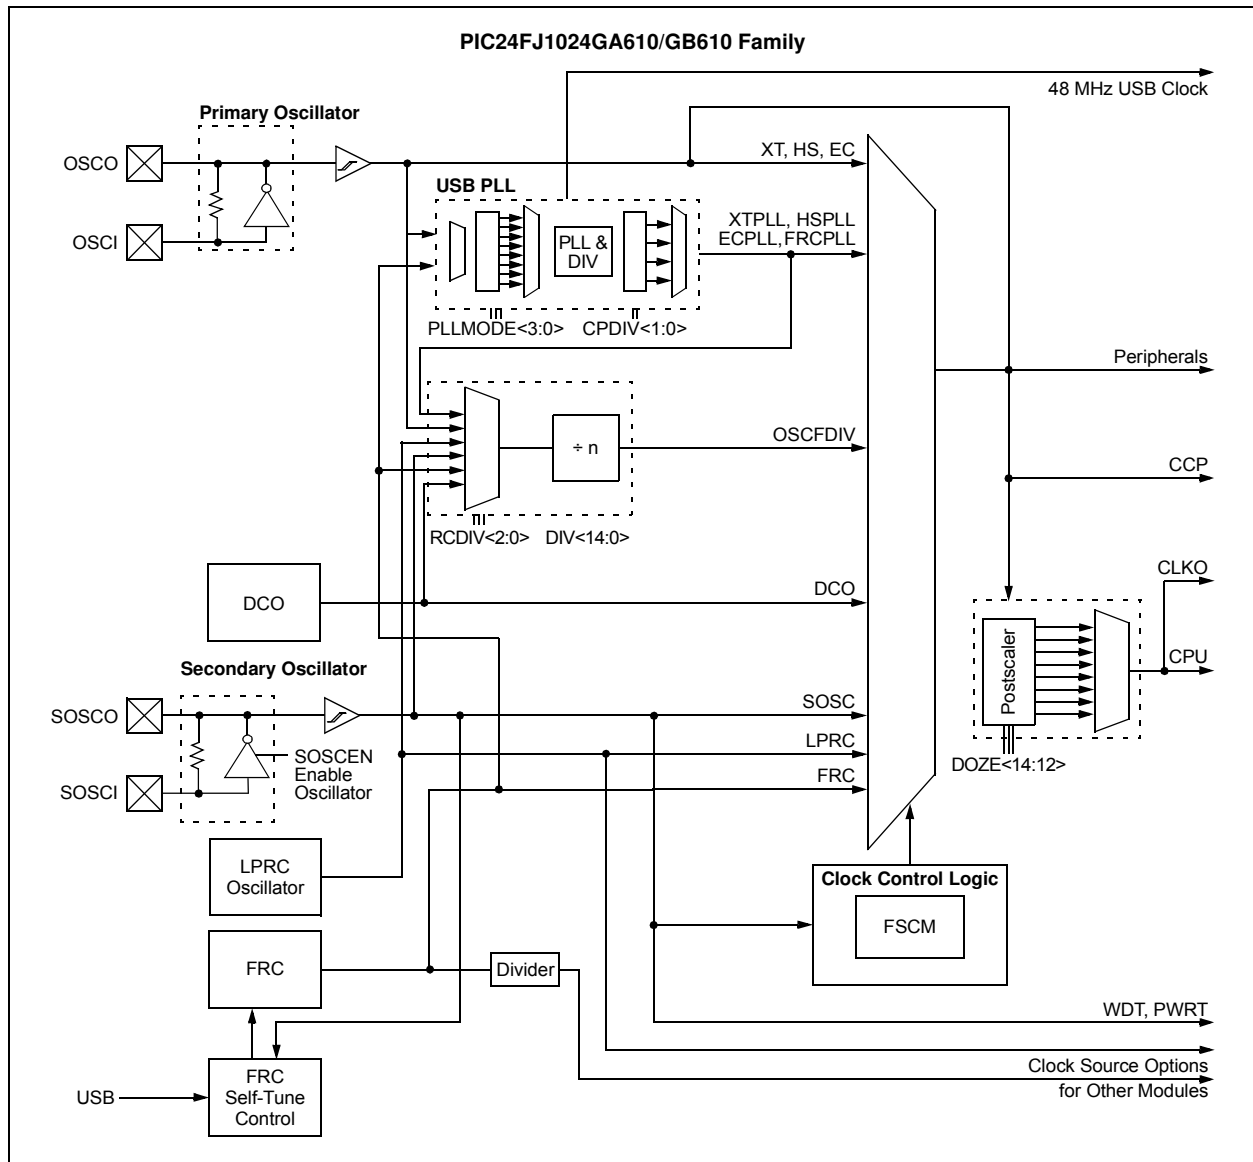 PIC24FJ1024GA610/GB610 Family
48 MHz USB Clock
Primary Oscillator
OSCO
XT, HS, EC
USB PLL
XTPLL, HSPLL
ECPLL,FRCPLL
OSCI
PLL &
DIV
PLLMODE<3:0>
CPDIV<1:0>
Peripherals
OSCFDIV
÷ n
CCP
RCDIV<2:0>
DIV<14:0>
CLKO
DCO
DCO
Postscaler
CPU
Secondary Oscillator
SOSCO
SOSC
LPRC
SOSCEN
Enable
Oscillator
DOZE<14:12>
FRC
SOSCI
LPRC
Oscillator
Clock Control Logic
FSCM
FRC
Divider
WDT, PWRT
Clock Source Options
for Other Modules
USB
FRC
Self-Tune
Control